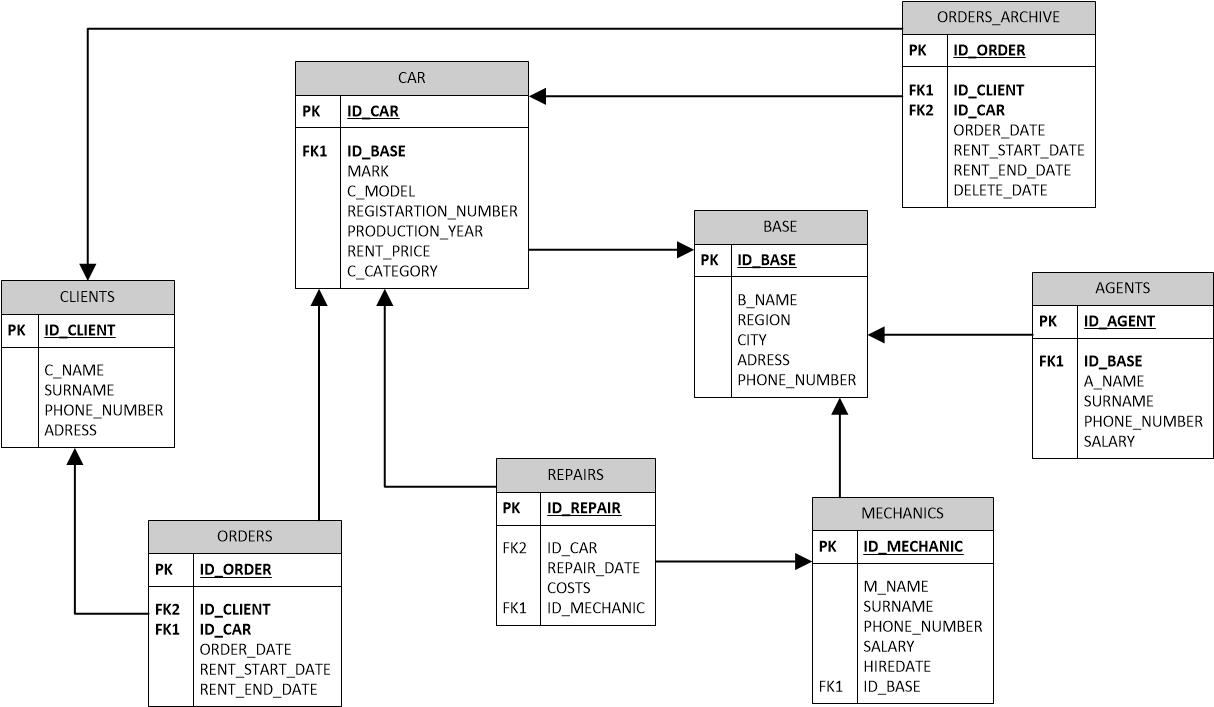 ORDERS_ARCHIVE
PK ID_ORDER
FK1 ID_CLIENT
FK2 ID_CAR
ORDER_DATE
RENT_START_DATE
RENT_END_DATE
DELETE_DATE
CAR
PK ID_CAR
FK1 ID_BASE
MARK
C_MODEL
REGISTARTION_NUMBER
PRODUCTION_YEAR
RENT_PRICE
C_CATEGORY
BASE
PK ID_BASE
B_NAME
REGION
CITY
ADRESS
PHONE_NUMBER
CLIENTS
PK ID_CLIENT
C_NAME
SURNAME
PHONE_NUMBER
ADRESS
AGENTS
PK ID_AGENT
FK1 ID_BASE
A_NAME
SURNAME
PHONE_NUMBER
SALARY
REPAIRS
PK ID_REPAIR
FK2 ID_CAR
REPAIR_DATE
COSTS
FK1 ID_MECHANIC
ORDERS
PK ID_ORDER
FK2 ID_CLIENT
FK1 ID_CAR
ORDER_DATE
RENT_START_DATE
RENT_END_DATE
MECHANICS
PK ID_MECHANIC
M_NAME
SURNAME
PHONE_NUMBER
SALARY
HIREDATE
FK1 ID_BASE